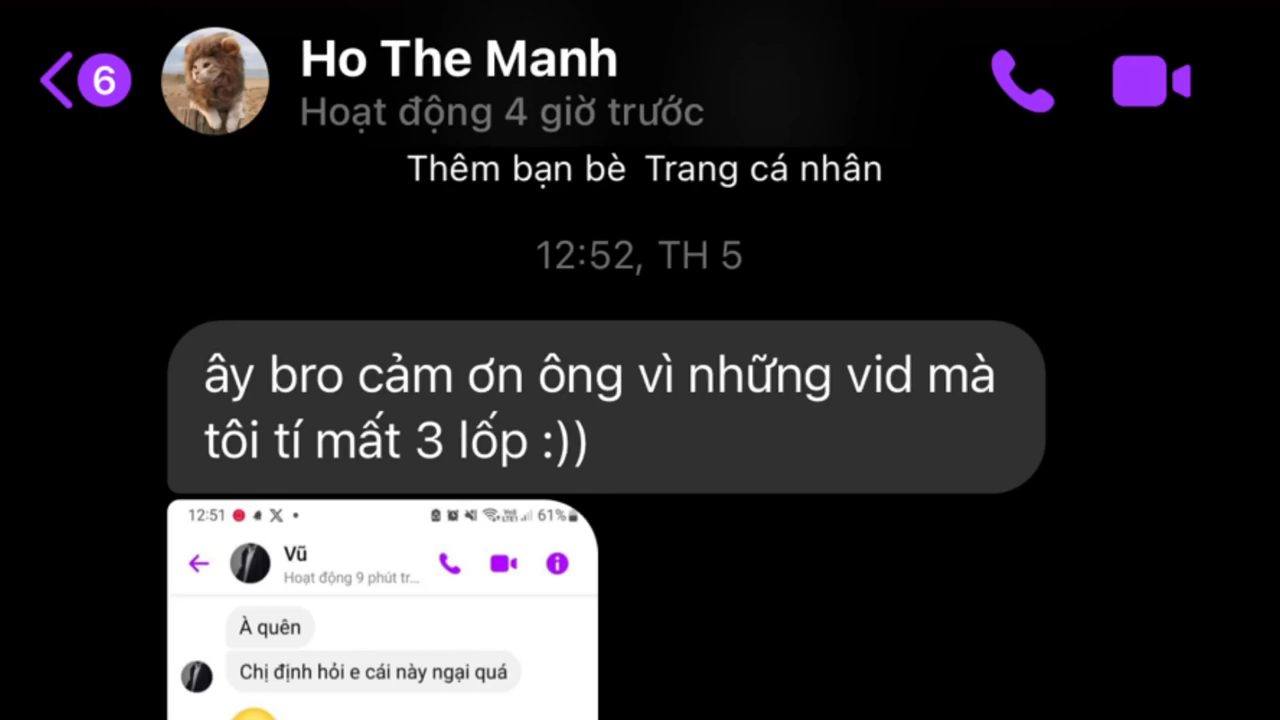 6
Ho The Manh
Hoạt động 4 giờ trước
Thêm bạn bè Trang cá nhân
12:52, TH 5
ây bro cảm ơn ông vì những vid mà
tôi tí mất 3 lốp :))
12:51 61%
Vũ
Hoạt động 9 phút tr...
À quên
Chị định hỏi e cái này ngại quá